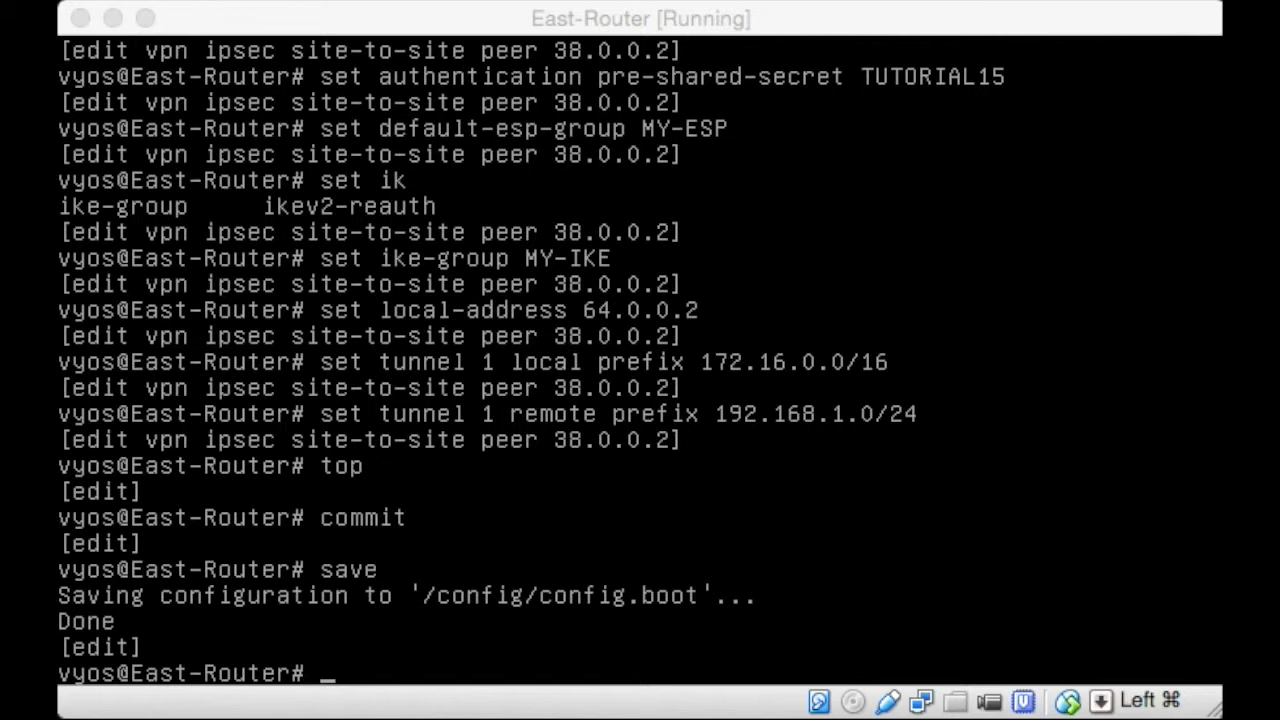 East-Router [Running]
[edit vpn ipsec site-to-site peer 38.0.0.2]
vyos@East-Router# set authentication pre-shared-secret TUTORIAL15
[edit vpn ipsec site-to-site peer 38.0.0.2]
vyos@East-Router# set default-esp-group MY-ESP
[edit vpn ipsec site-to-site peer 38.0.0.2]
vyos@East-Router# set ik
ike-group     ikev2-reauth
[edit vpn ipsec site-to-site peer 38.0.0.2]
vyos@East-Router# set ike-group MY-IKE
[edit vpn ipsec site-to-site peer 38.0.0.2]
vyos@East-Router# set local-address 64.0.0.2
[edit vpn ipsec site-to-site peer 38.0.0.2]
vyos@East-Router# set tunnel 1 local prefix 172.16.0.0/16
[edit vpn ipsec site-to-site peer 38.0.0.2]
vyos@East-Router# set tunnel 1 remote prefix 192.168.1.0/24
[edit vpn ipsec site-to-site peer 38.0.0.2]
vyos@East-Router# top
[edit]
vyos@East-Router# commit
[edit]
vyos@East-Router# save
Saving configuration to '/config/config.boot'...
Done
[edit]
vyos@East-Router# _
Left ⌘